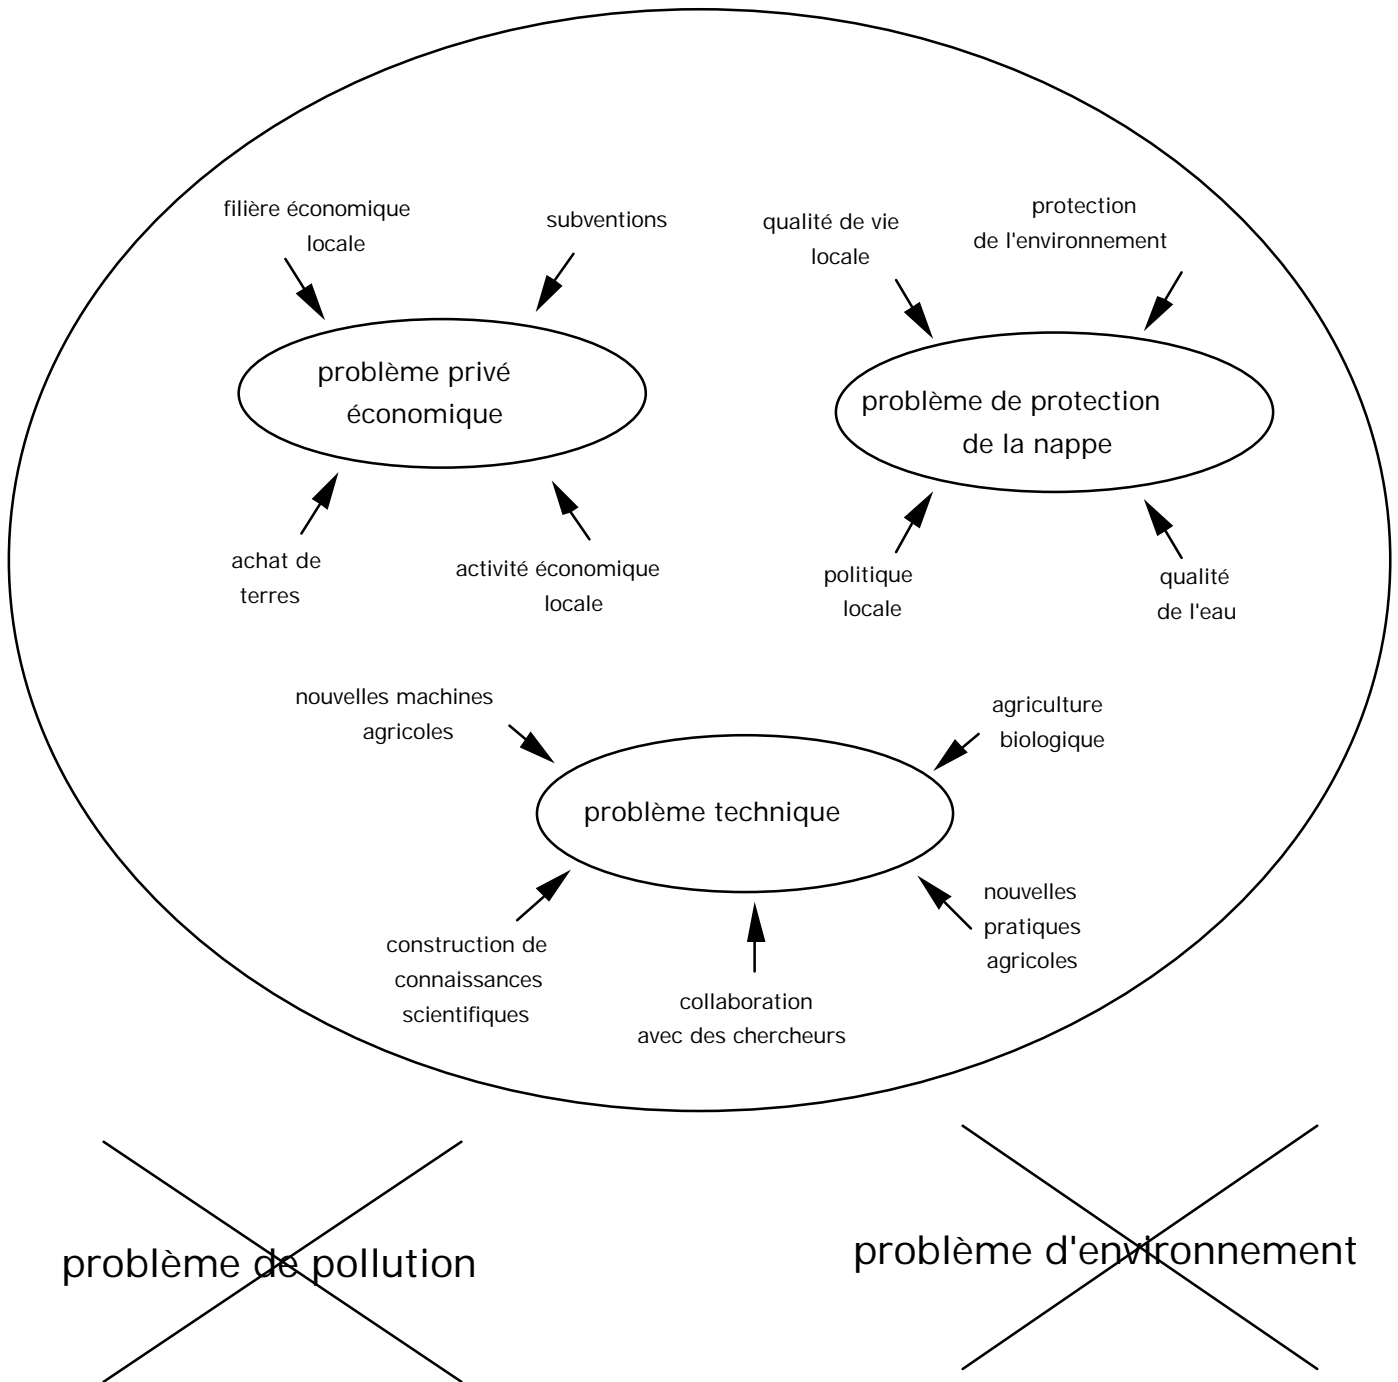 filière économique
locale
subventions
qualité de vie
locale
protection
de l'environnement
problème privé
économique
problème de protection
de la nappe
achat de
terres
activité économique
locale
politique
locale
qualité
de l'eau
nouvelles machines
agricoles
agriculture
biologique
problème technique
construction de
connaissances
scientifiques
collaboration
avec des chercheurs
nouvelles
pratiques
agricoles
problème de pollution
problème d'environnement